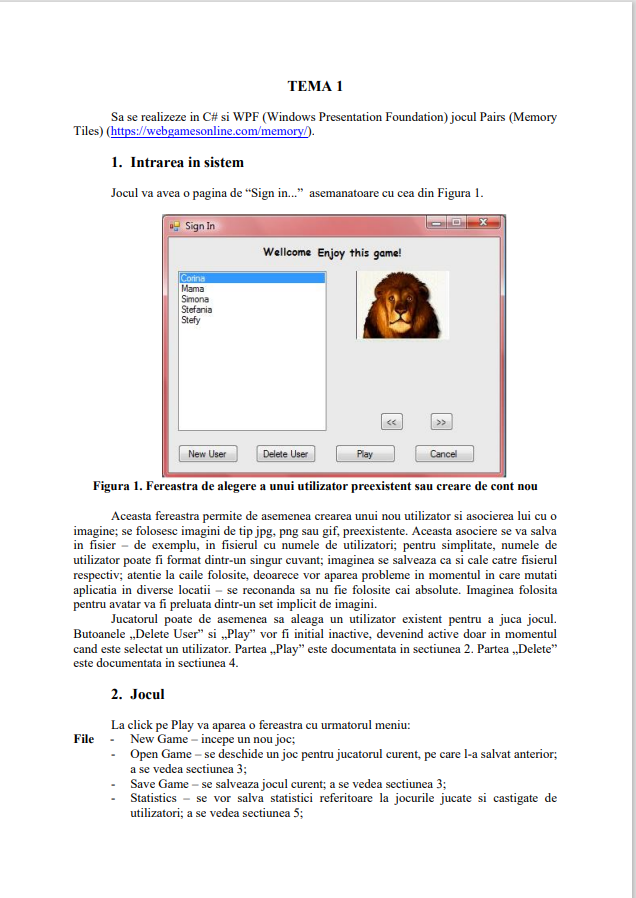 TEMA 1
Sa se realizeze in C# si WPF (Windows Presentation Foundation) jocul Pairs (Memory
Tiles) (https://webgamesonline.com/memory/).
1. Intrarea in sistem
Jocul va avea o pagina de “Sign in...” asemanatoare cu cea din Figura 1.
Sign In
Wellcome Enjoy this game!
Corina
Mama
Simona
Stefania
Stefy
<< >>
New User Delete User Play Cancel
Figura 1. Fereastra de alegere a unui utilizator preexistent sau creare de cont nou
Aceasta fereastra permite de asemenea crearea unui nou utilizator si asocierea lui cu o
imagine; se folosesc imagini de tip jpg, png sau gif, preexistente. Aceasta asociere se va salva
in fisier – de exemplu, in fisierul cu numele de utilizatori; pentru simplitate, numele de
utilizator poate fi format dintr-un singur cuvant; imaginea se salveaza ca si cale catre fisierul
respectiv; atentie la caile folosite, deoarece vor aparea probleme in momentul in care mutati
aplicatia in diverse locatii – se reconanda sa nu fie folosite cai absolute. Imaginea folosita
pentru avatar va fi preluata dintr-un set implicit de imagini.
Jucatorul poate de asemenea sa aleaga un utilizator existent pentru a juca jocul.
Butoanele „Delete User” si „Play” vor fi initial inactive, devenind active doar in momentul
cand este selectat un utilizator. Partea „Play” este documentata in sectiunea 2. Partea „Delete”
este documentata in sectiunea 4.
2. Jocul
La click pe Play va aparea o fereastra cu urmatorul meniu:
File - New Game – incepe un nou joc;
- Open Game – se deschide un joc pentru jucatorul curent, pe care l-a salvat anterior;
a se vedea sectiunea 3;
- Save Game – se salveaza jocul curent; a se vedea sectiunea 3;
- Statistics – se vor salva statistici referitoare la jocurile jucate si castigate de
utilizatori; a se vedea sectiunea 5;